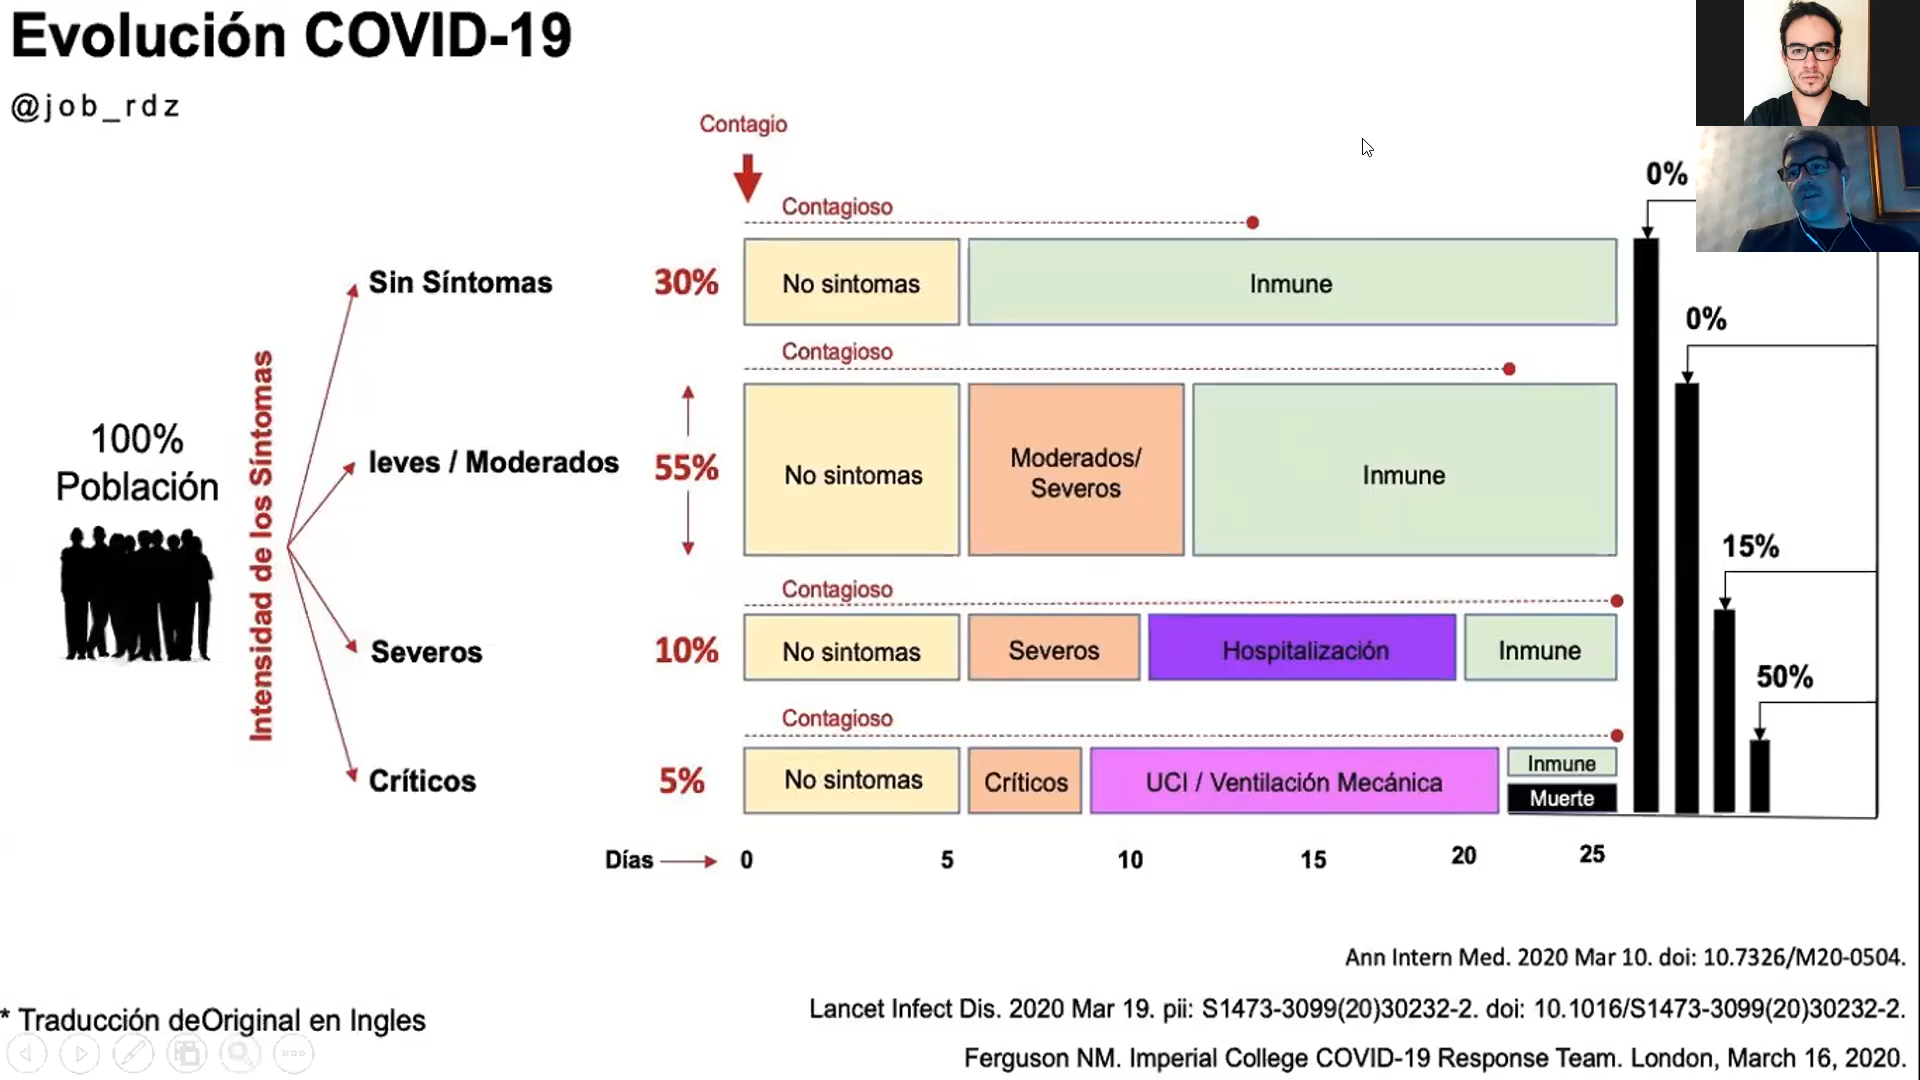 Evolución COVID-19
@job_rdz
Contagio
0%
Contagioso
Sin Síntomas
30%
No sintomas
Inmune
0%
Contagioso
100%
Población
Intensidad de los Síntomas
leves / Moderados
55%
No sintomas
Moderados/
Severos
Inmune
15%
Contagioso
Severos
10%
No sintomas
Severos
Hospitalización
Inmune
50%
Contagioso
Críticos
5%
No sintomas
Críticos
UCI / Ventilación Mecánica
Inmune
Muerte
Días 0 5 10 15 20 25
Ann Intern Med. 2020 Mar 10. doi: 10.7326/M20-0504.
* Traducción deOriginal en Ingles
Lancet Infect Dis. 2020 Mar 19. pii: S1473-3099(20)30232-2. doi: 10.1016/S1473-3099(20)30232-2.
Ferguson NM. Imperial College COVID-19 Response Team. London, March 16, 2020.